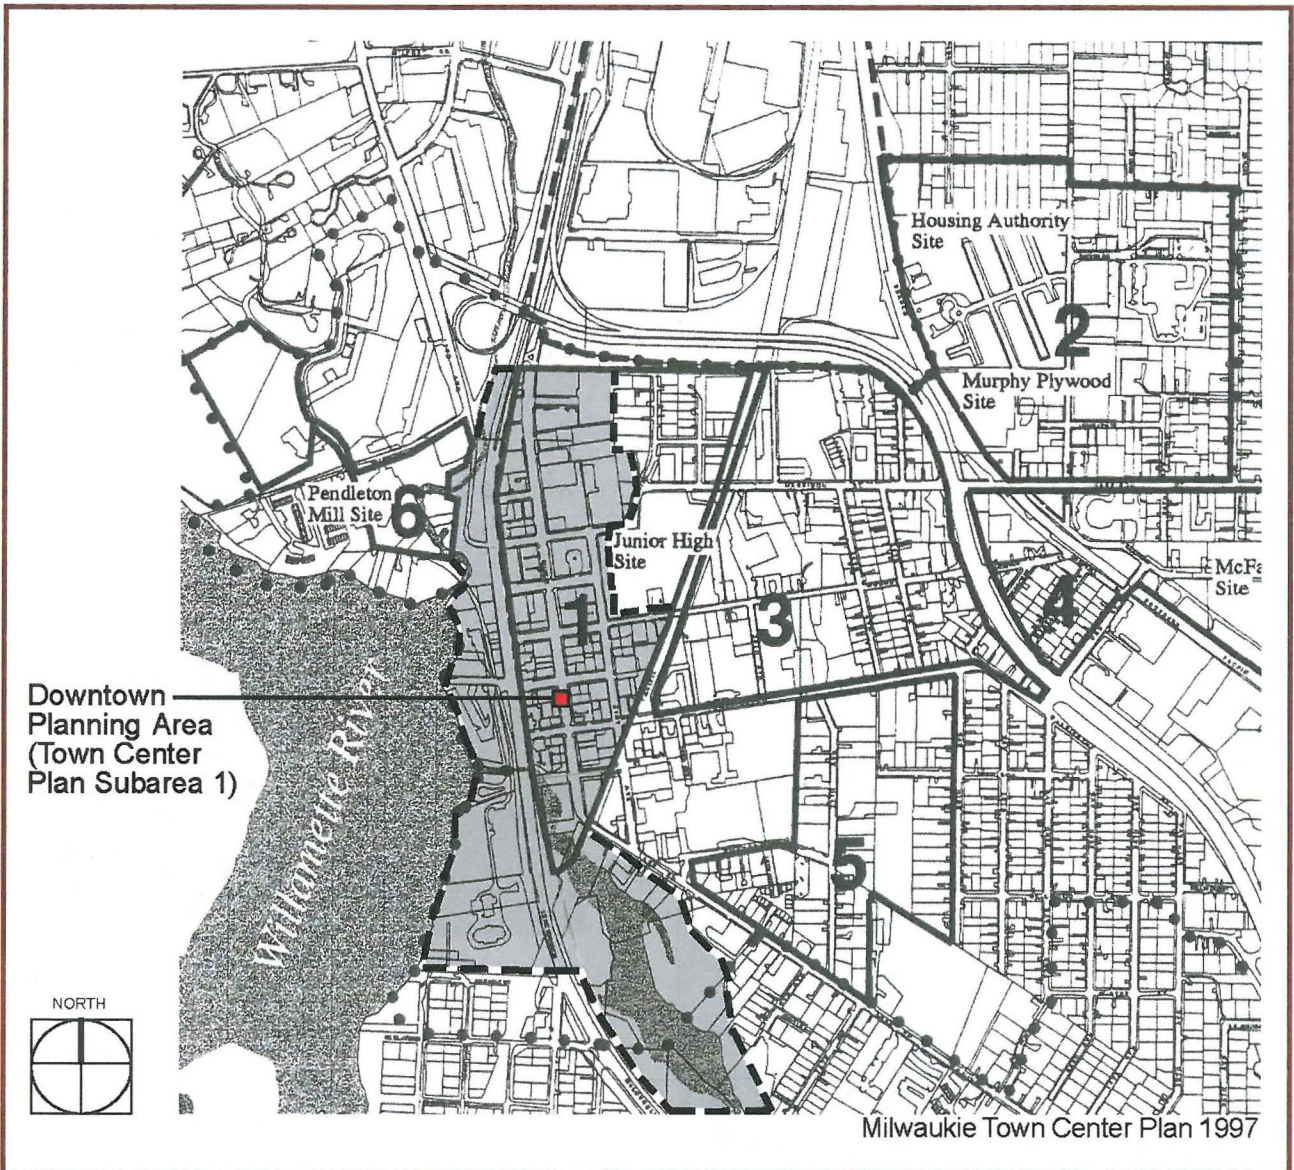 Housing Authority
Site
2
Murphy Plywood
Site
Pendleton
Mill Site
6
Junior High
Site
McFa
Site
1
3
4
Downtown
Planning Area
(Town Center
Plan Subarea 1)
Willamette River
5
NORTH
Milwaukie Town Center Plan 1997